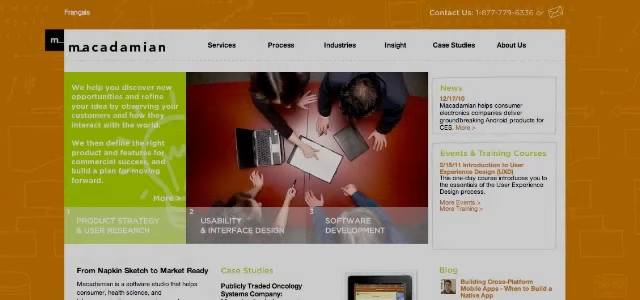 Français
Contact Us: 1-877-779-6336 or
m_
m_acadamian
Services Process Industries Insight Case Studies About Us
We help you discover new
opportunities and refine
your idea by observing your
customers and how they
interact with the world.
We then define the right
product and features for
commercial success, and
build a plan for moving
forward.
More >
1 PRODUCT STRATEGY
& USER RESEARCH
2 USABILITY
& INTERFACE DESIGN
3 SOFTWARE
DEVELOPMENT
News
12/17/10
Macadamian helps consumer
electronics companies deliver
groundbreaking Android products for
CES. More >
Events & Training Courses
2/15/11 Introduction to User
Experience Design (UXD)
This one-day course introduces you to
the essentials of the User Experience
Design process.
More Events >
More Training >
From Napkin Sketch to Market Ready
Macadamian is a software studio that helps
consumer, health science, and
Case Studies
Publicly Traded Oncology
Systems Company:
Blog
Building Cross-Platform
Mobile Apps - When to Build a
Native App